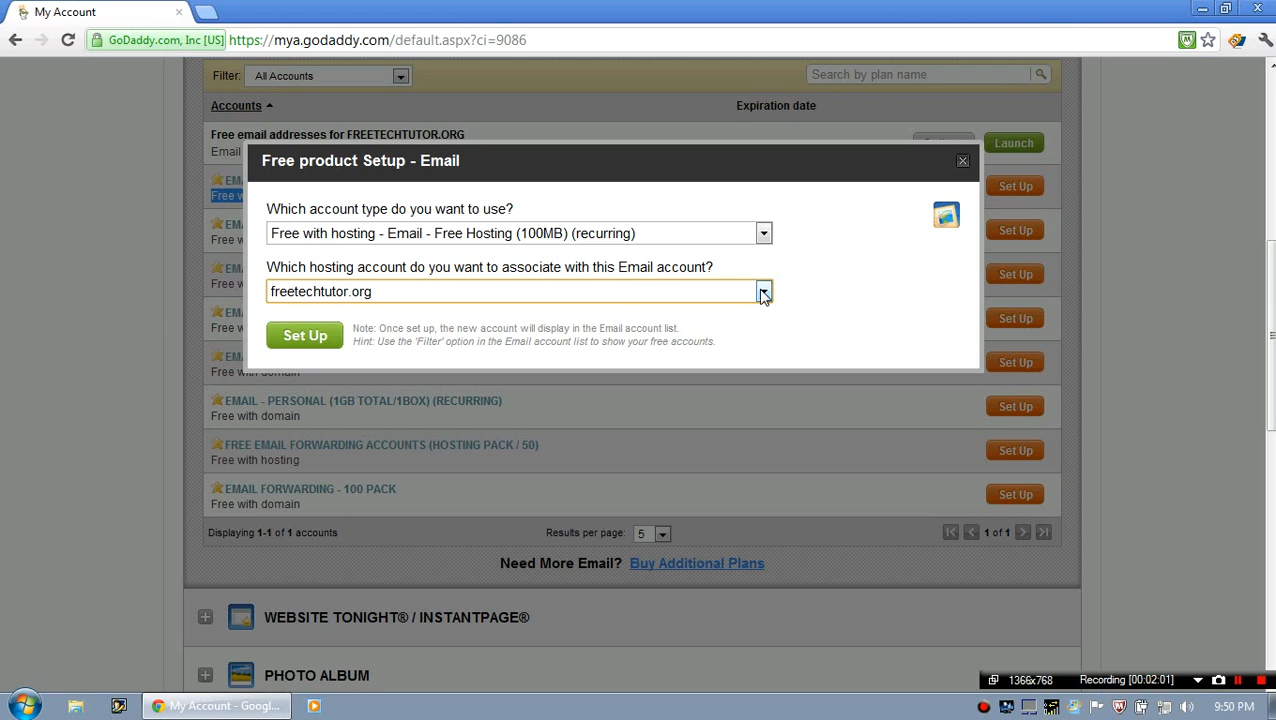 My Account
GoDaddy.com, Inc [US]
https://mya.godaddy.com/default.aspx?ci=9086
Filter: All Accounts
Search by plan name
Accounts
Expiration date
Free email addresses for FREETECHTUTOR.ORG
Email
Launch
Free product Setup - Email
Set Up
Which account type do you want to use?
Free with hosting - Email - Free Hosting (100MB) (recurring)
Set Up
Which hosting account do you want to associate with this Email account?
Set Up
freetechtutor.org
Set Up
Set Up
Note: Once set up, the new account will display in the Email account list.
Hint: Use the 'Filter' option in the Email account list to show your free accounts.
Set Up
EMAIL - PERSONAL (1GB TOTAL/1BOX) (RECURRING)
Free with domain
Set Up
FREE EMAIL FORWARDING ACCOUNTS (HOSTING PACK / 50)
Free with hosting
Set Up
EMAIL FORWARDING - 100 PACK
Free with domain
Set Up
Displaying 1-1 of 1 accounts
Results per page: 5
1 of 1
Need More Email? Buy Additional Plans
WEBSITE TONIGHT® / INSTANTPAGE®
PHOTO ALBUM
1366x768
Recording [00:02:01]
My Account - Googl...
9:50 PM